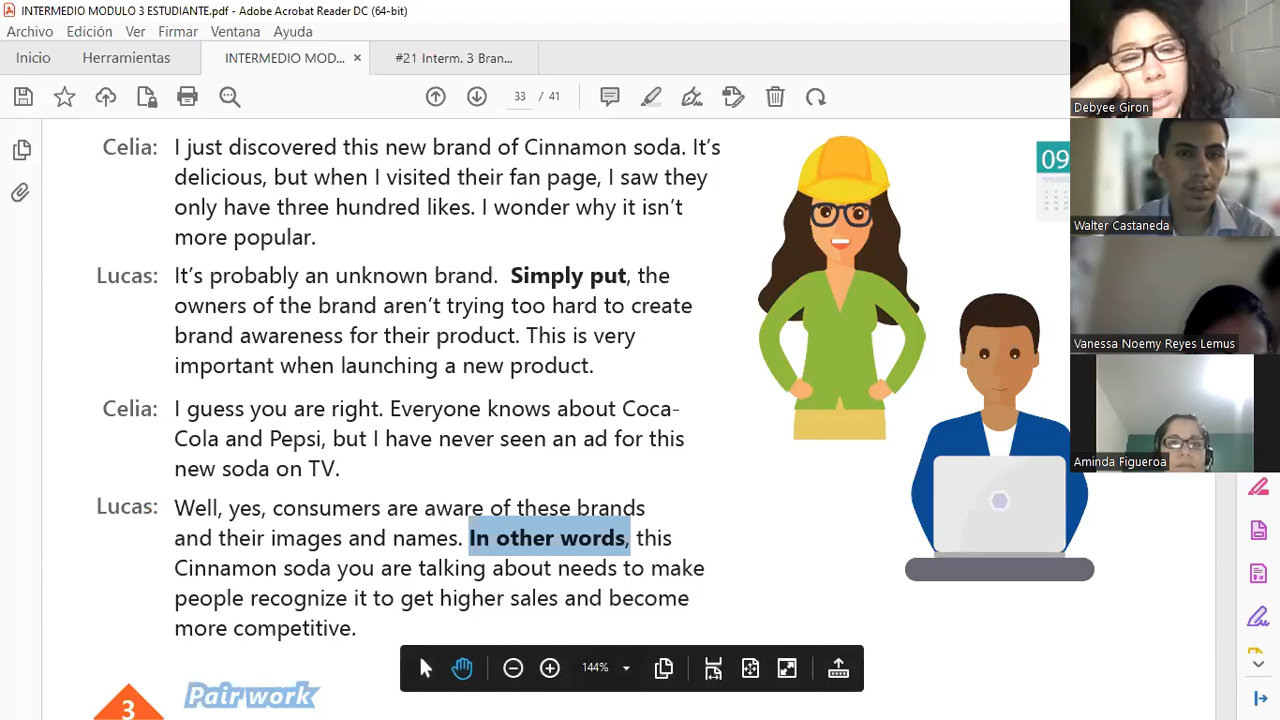 INTERMEDIO MODULO 3 ESTUDIANTE.pdf - Adobe Acrobat Reader DC (64-bit)
Archivo Edición Ver Firmar Ventana Ayuda
Inicio Herramientas INTERMEDIO MOD... × #21 Interm. 3 Bran...
33 / 41
Celia: I just discovered this new brand of Cinnamon soda. It's
delicious, but when I visited their fan page, I saw they
only have three hundred likes. I wonder why it isn't
more popular.
Lucas: It's probably an unknown brand. Simply put, the
owners of the brand aren't trying too hard to create
brand awareness for their product. This is very
important when launching a new product.
Celia: I guess you are right. Everyone knows about Coca-
Cola and Pepsi, but I have never seen an ad for this
new soda on TV.
Lucas: Well, yes, consumers are aware of these brands
and their images and names. In other words, this
Cinnamon soda you are talking about needs to make
people recognize it to get higher sales and become
more competitive.
144%
3 Pair work
09
Debyee Giron
Walter Castaneda
Vanessa Noemy Reyes Lemus
Aminda Figueroa